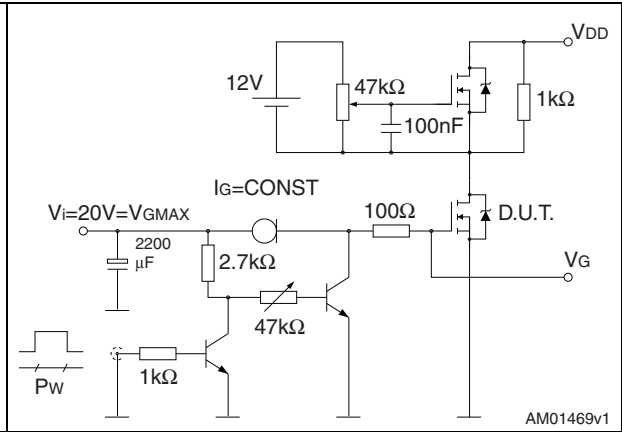 VDD
12V
47kΩ
1kΩ
100nF
IG=CONST
Vi=20V=VGMAX
100Ω
D.U.T.
2200
μF
2.7kΩ
VG
47kΩ
1kΩ
PW
AM01469v1